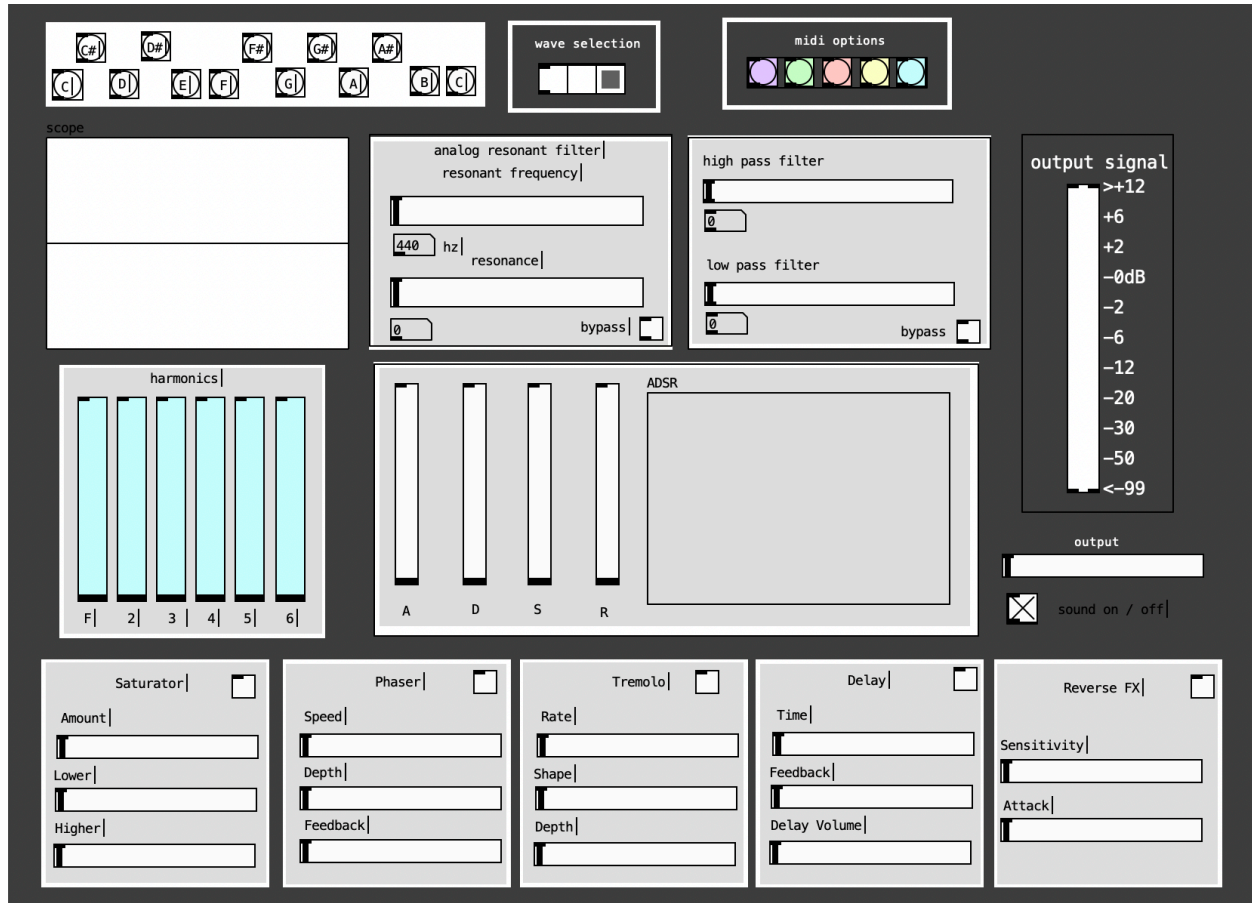 C# D# F# G# A#
C D E F G A B C
wave selection
midi options
scope
analog resonant filter
resonant frequency
440 hz
resonance
0
bypass
high pass filter
0
low pass filter
0
bypass
output signal
>+12
+6
+2
-0dB
-2
-6
-12
-20
-30
-50
<-99
harmonics
F 2 3 4 5 6
ADSR
A D S R
output
sound on / off
Saturator
Amount
Lower
Higher
Phaser
Speed
Depth
Feedback
Tremolo
Rate
Shape
Depth
Delay
Time
Feedback
Delay Volume
Reverse FX
Sensitivity
Attack